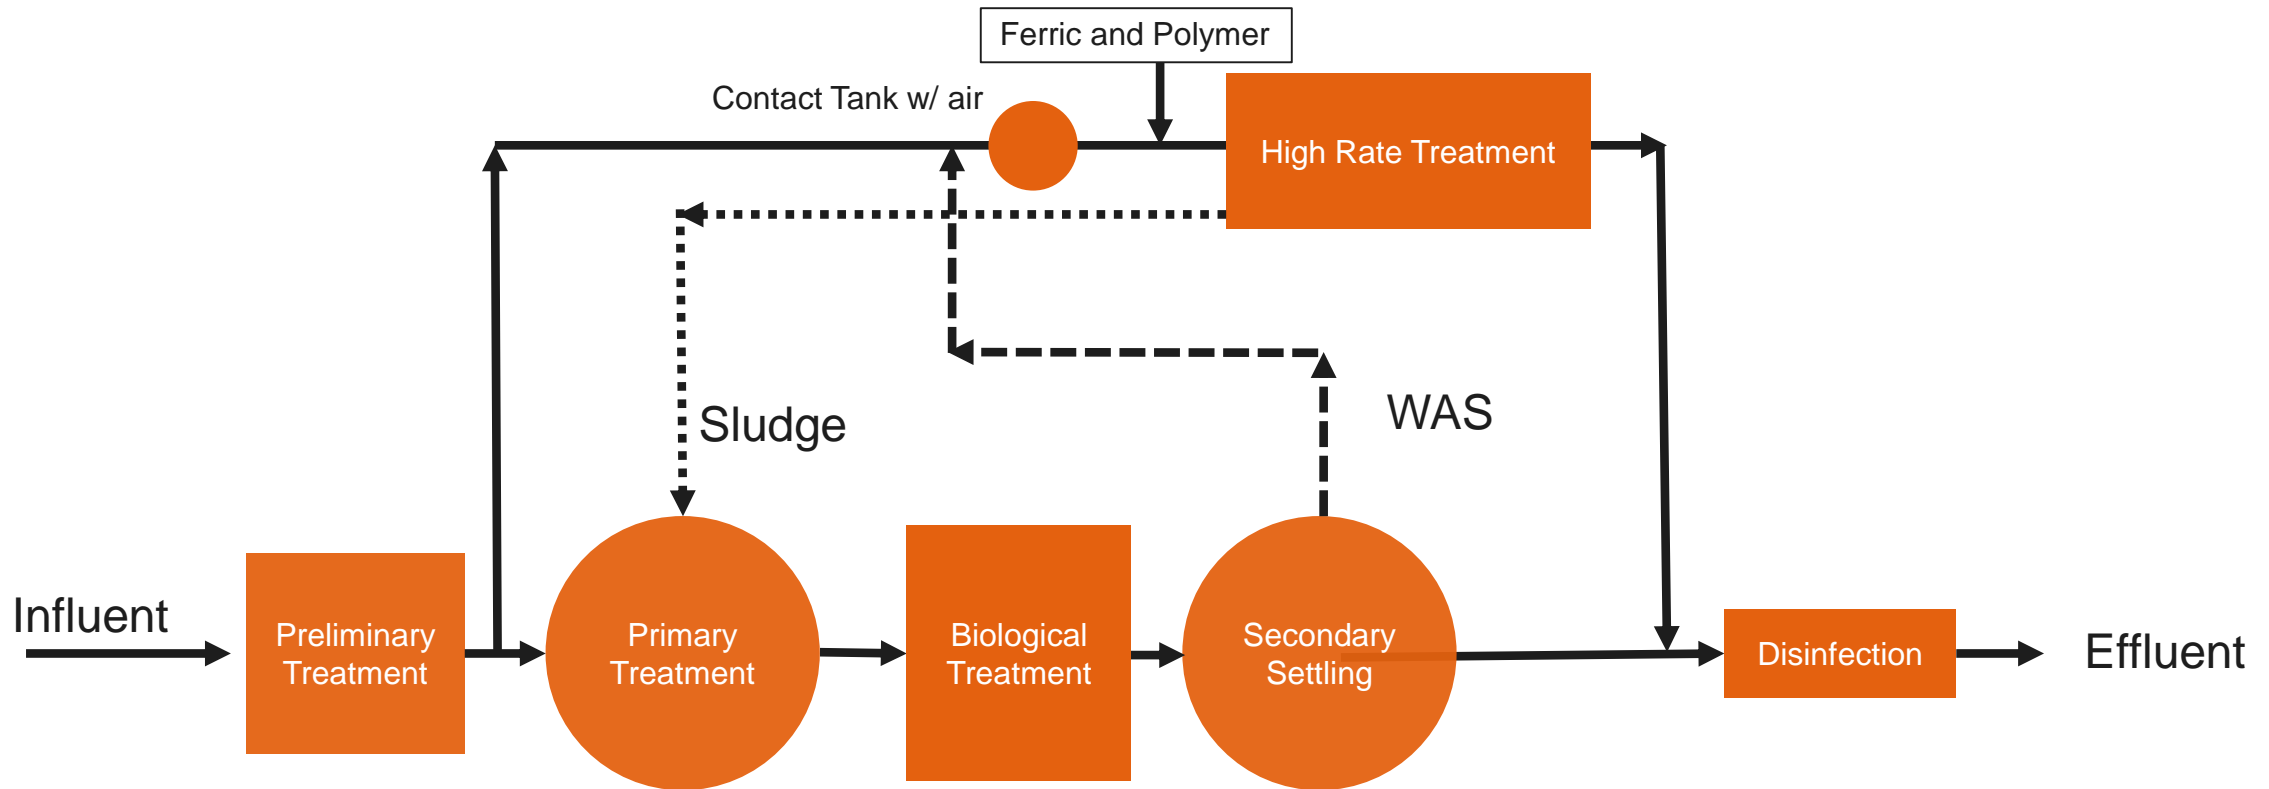 Ferric and Polymer
Contact Tank w/ air
High Rate Treatment
Sludge
WAS
Influent
Preliminary
Treatment
Primary
Treatment
Biological
Treatment
Secondary
Settling
Disinfection
Effluent